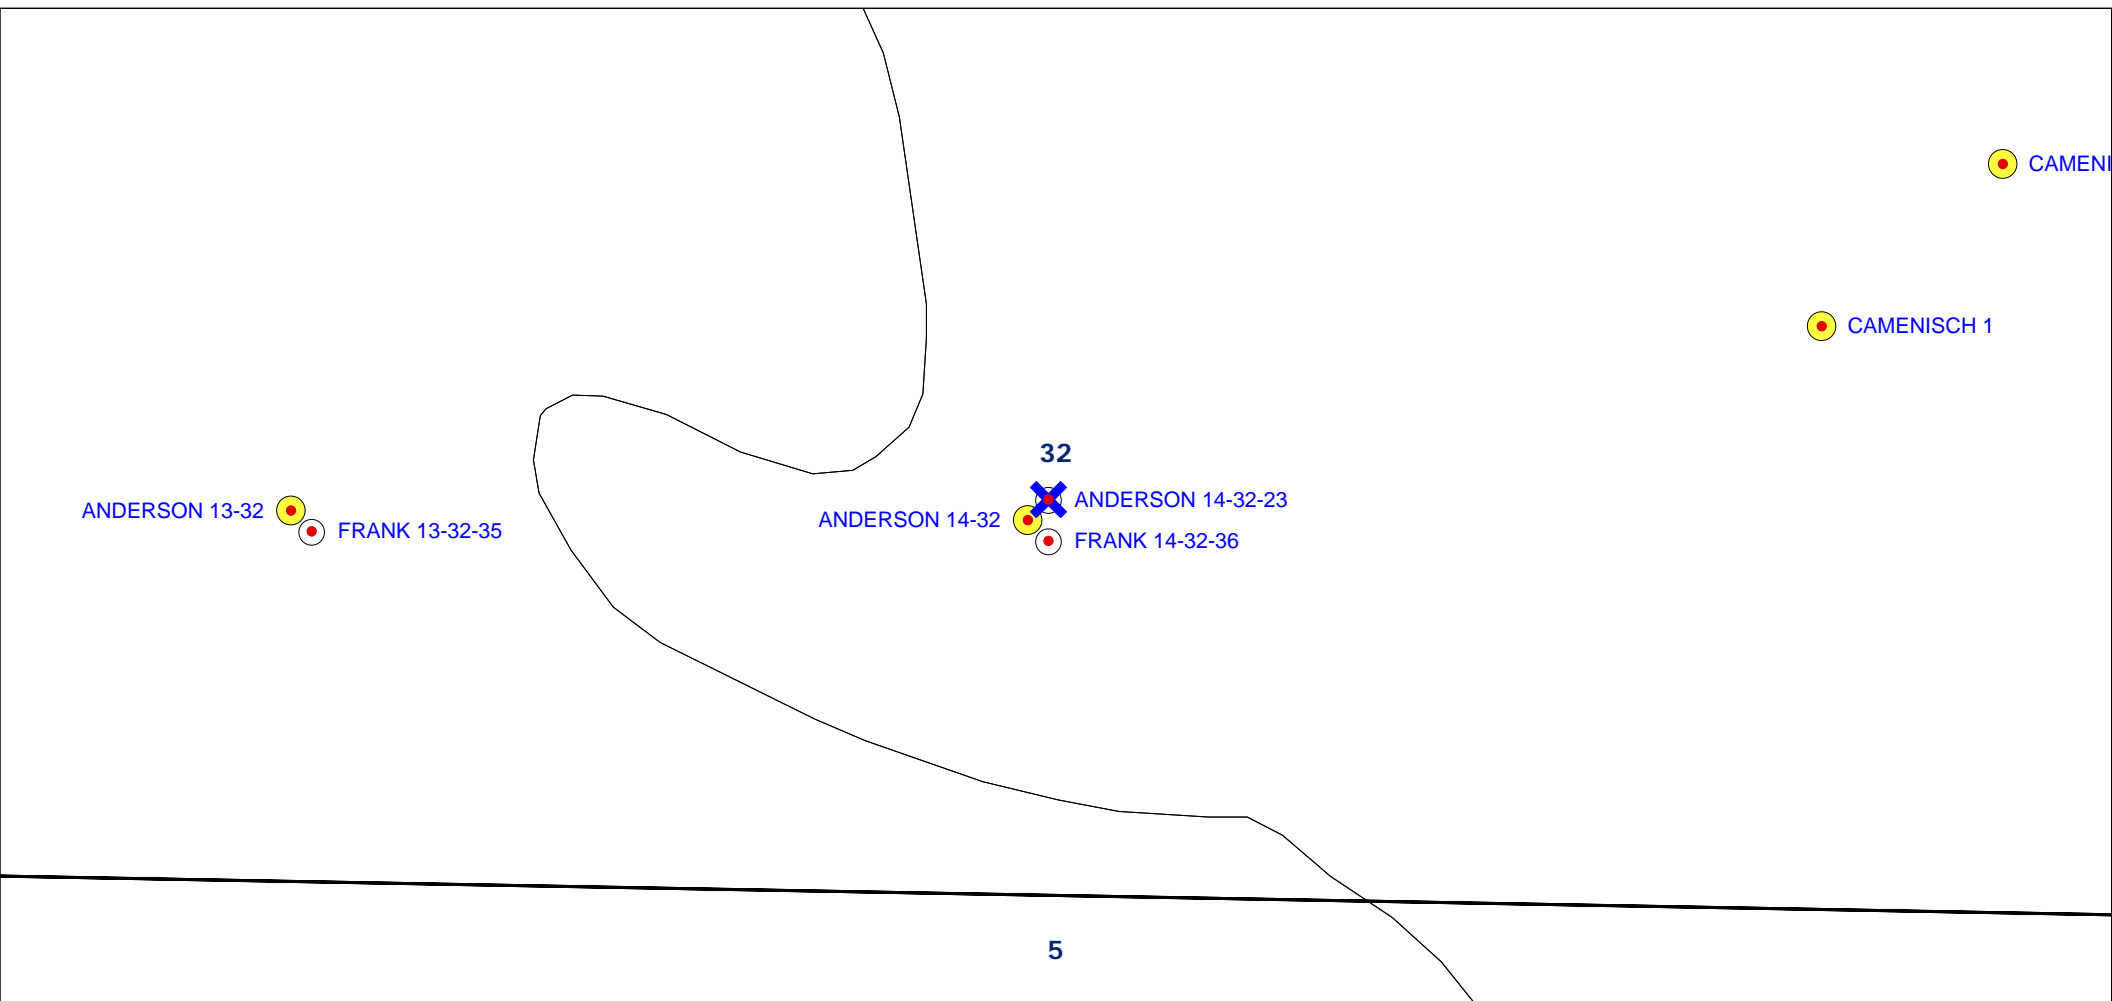 CAMENI
CAMENISCH 1
32
ANDERSON 14-32-23
ANDERSON 13-32
ANDERSON 14-32
FRANK 13-32-35
FRANK 14-32-36
5